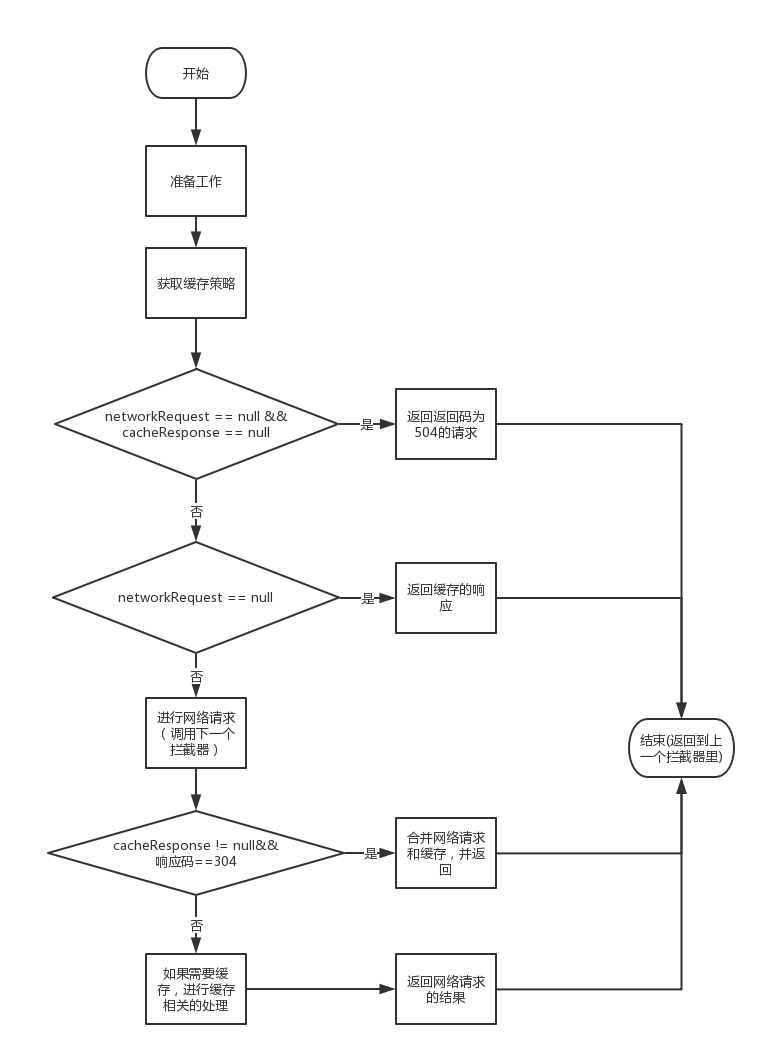 开始
准备工作
获取缓存策略
networkRequest == null &&
cacheResponse == null
是
返回返回码为
504的请求
否
networkRequest == null
是
返回缓存的响
应
否
进行网络请求
（调用下一个
拦截器）
结束(返回到上
一个拦截器里)
cacheResponse != null&&
响应码==304
是
合并网络请求
和缓存，并返
回
否
如果需要缓
存，进行缓存
相关的处理
返回网络请求
的结果